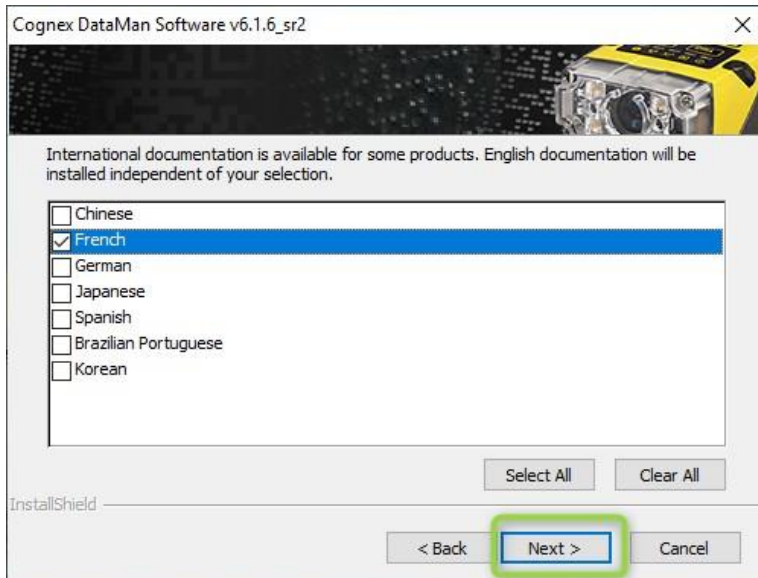 Cognex DataMan Software v6.1.6_sr2
International documentation is available for some products. English documentation will be
installed independent of your selection.
Chinese
French
German
Japanese
Spanish
Brazilian Portuguese
Korean
Select All Clear All
InstallShield
< Back Next > Cancel